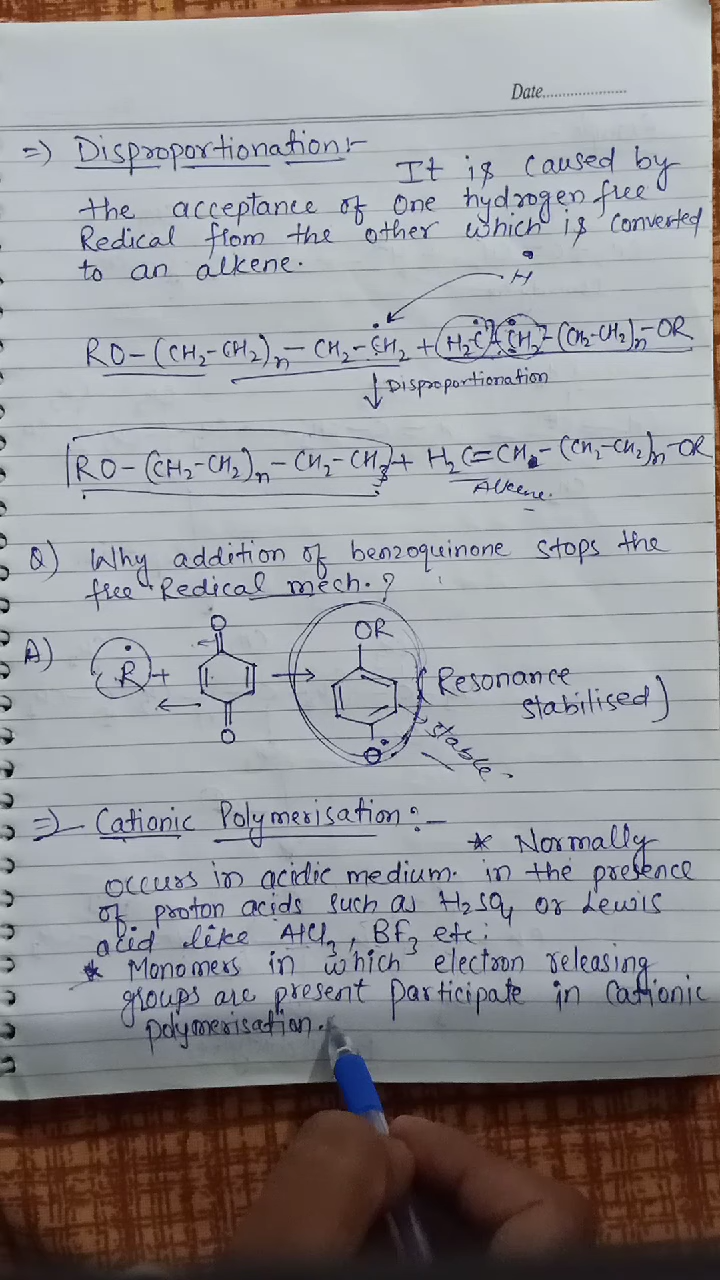 Date....................
=) Disproportionation:-
It is caused by
the acceptance of one hydrogen free
Redical from the other which is converted
to an alkene.
Ḣ
RO-(CH₂-CH₂)n-CH₂-ĊH₂ + H₂C-ĊH₂-(CH₂-CH₂)n-OR
↓ Disproportionation
RO-(CH₂-CH₂)n-CH₂-CH₃ + H₂C=CH-(CH₂-CH₂)n-OR
Alkene.
Q) Why addition of benzoquinone stops the
free Redical mech.?
A) Ṙ + O O → OR O• (Resonance
stabilised)
stable.
=) Cationic Polymerisation:-
* Normally
occurs in acidic medium. in the presence
of proton acids such as H₂SO₄ or Lewis
acid like AlCl₃, BF₃ etc;
* Monomers in which electron releasing
groups are present participate in cationic
polymerisation.